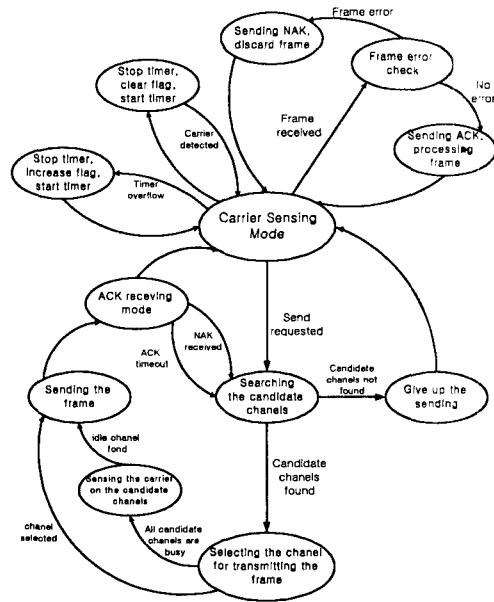 Frame error
Sending NAK,
discard frame
Frame error
check
No
error
Stop timer,
clear flag,
start timer
Carrier
detected
Frame
received
Sending ACK,
processing
frame
Stop timer,
increase flag,
start timer
Timer
overflow
Carrier Sensing
Mode
ACK receving
mode
Send
requested
NAK
received
ACK
timeout
Sending the
frame
Searching
the candidate
chanels
Candidate
chanels not
found
Give up the
sending
idle chanel
fond
Sensing the carrier
on the candidate
chanels
Candidate
chanels
found
chanel
selected
All candidate
chanels are
busy
Selecting the chanel
for transmitting the
frame